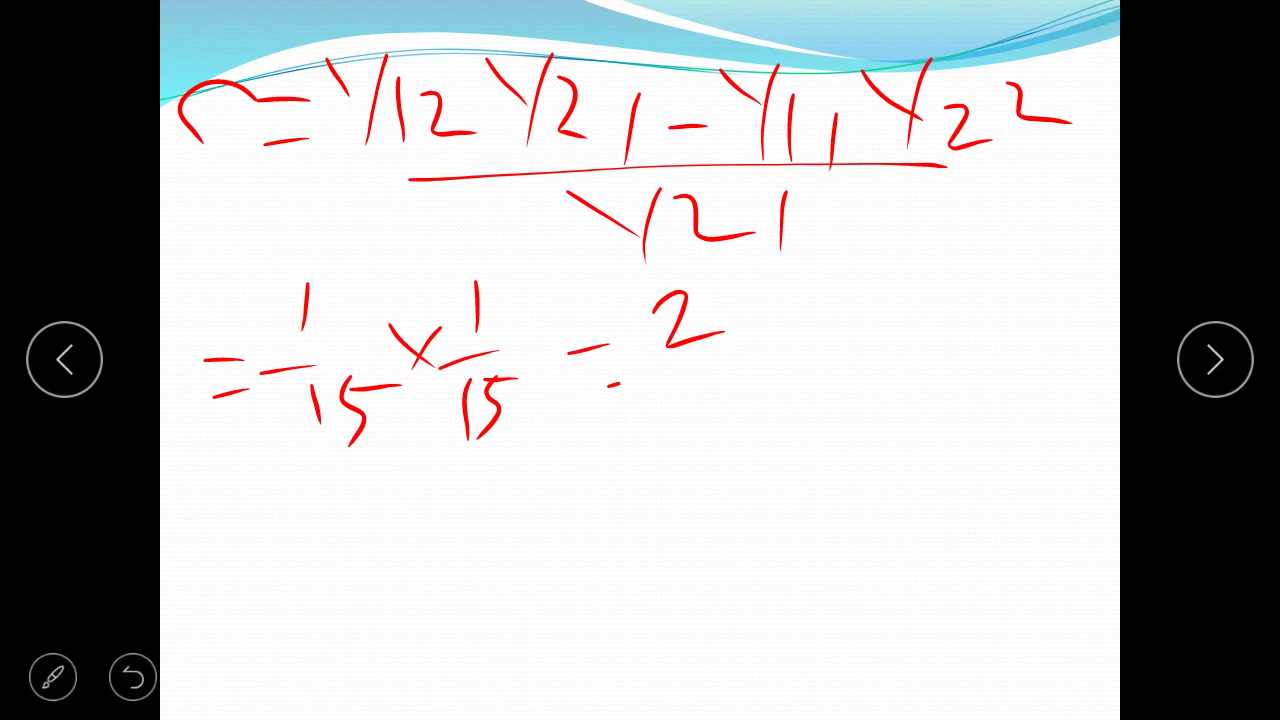 C = Y12 Y21 - Y11 Y22
Y21
= 1/15 × 1/15 - 2